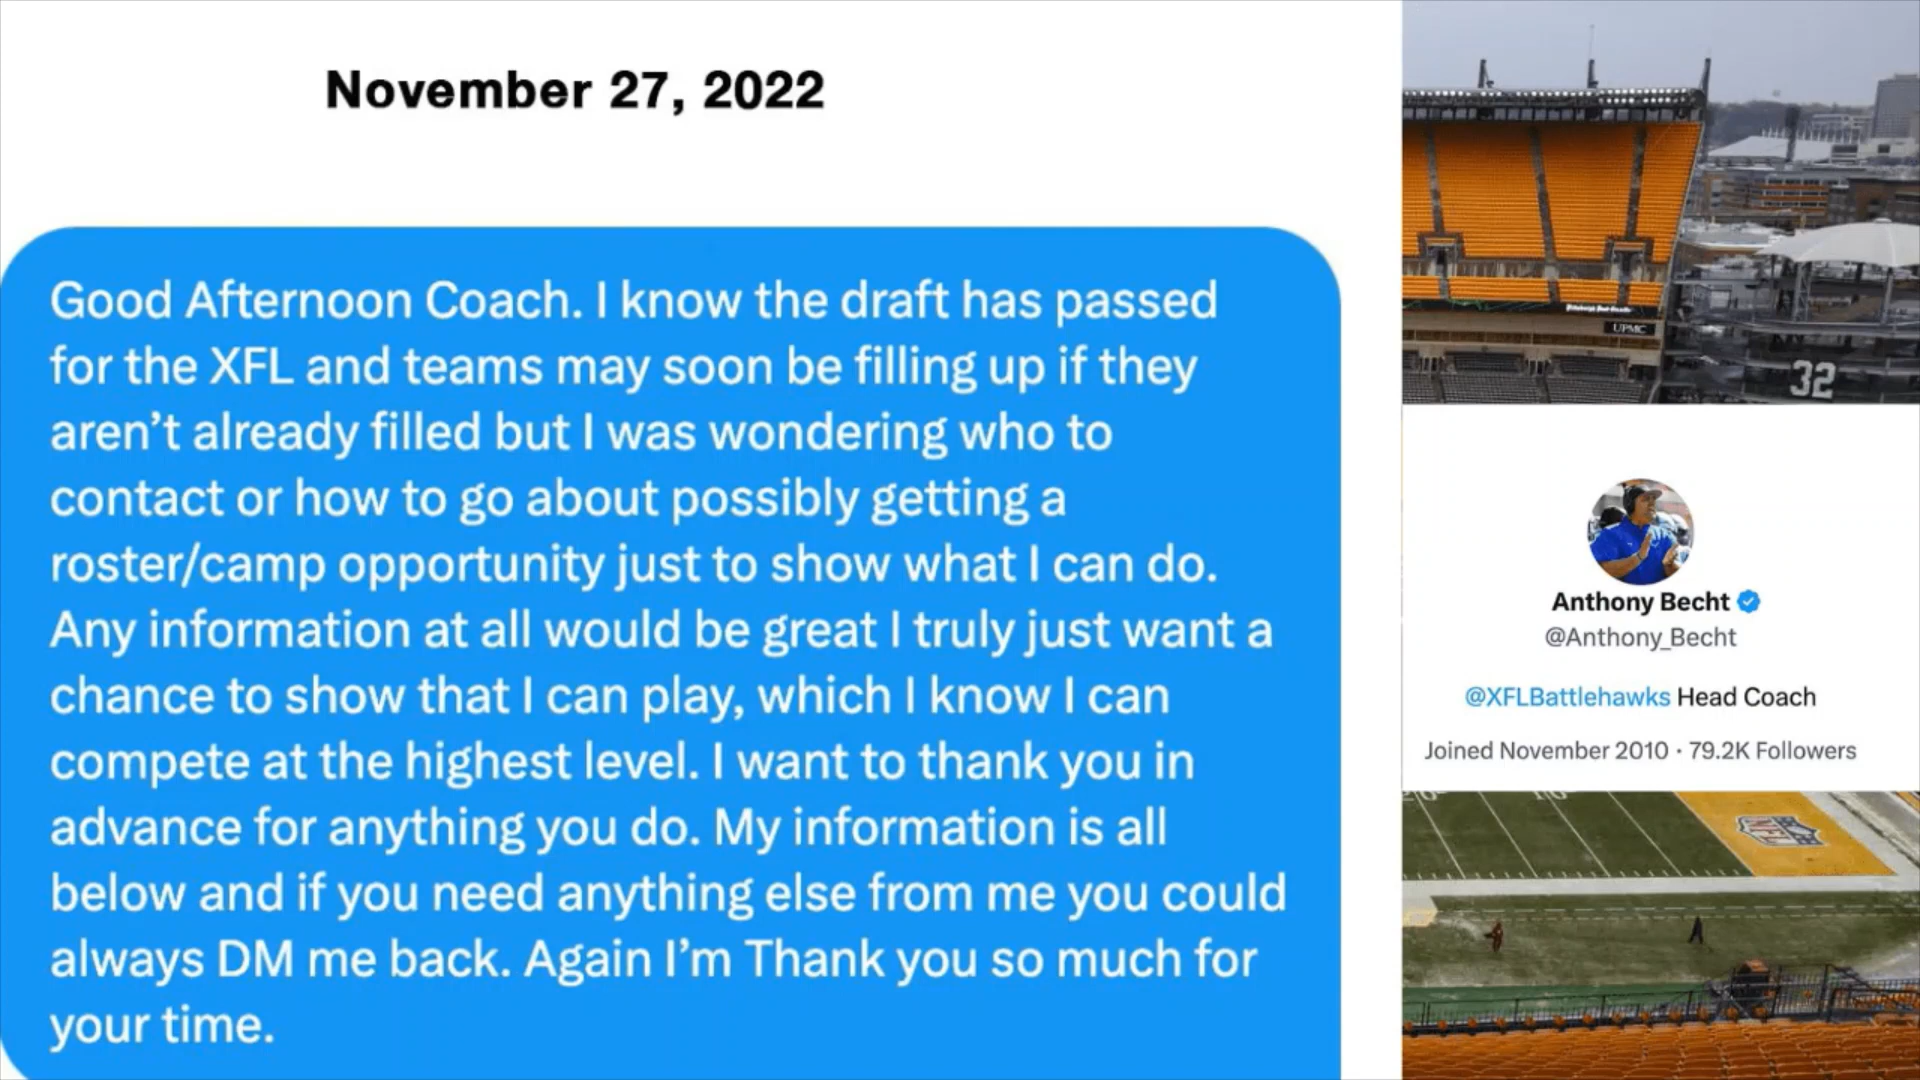 November 27, 2022
Good Afternoon Coach. I know the draft has passed
for the XFL and teams may soon be filling up if they
aren’t already filled but I was wondering who to
contact or how to go about possibly getting a
roster/camp opportunity just to show what I can do.
Any information at all would be great I truly just want a
chance to show that I can play, which I know I can
compete at the highest level. I want to thank you in
advance for anything you do. My information is all
below and if you need anything else from me you could
always DM me back. Again I’m Thank you so much for
your time.
UPMC
32
Anthony Becht
@Anthony_Becht
@XFLBattlehawks Head Coach
Joined November 2010 · 79.2K Followers
NFL